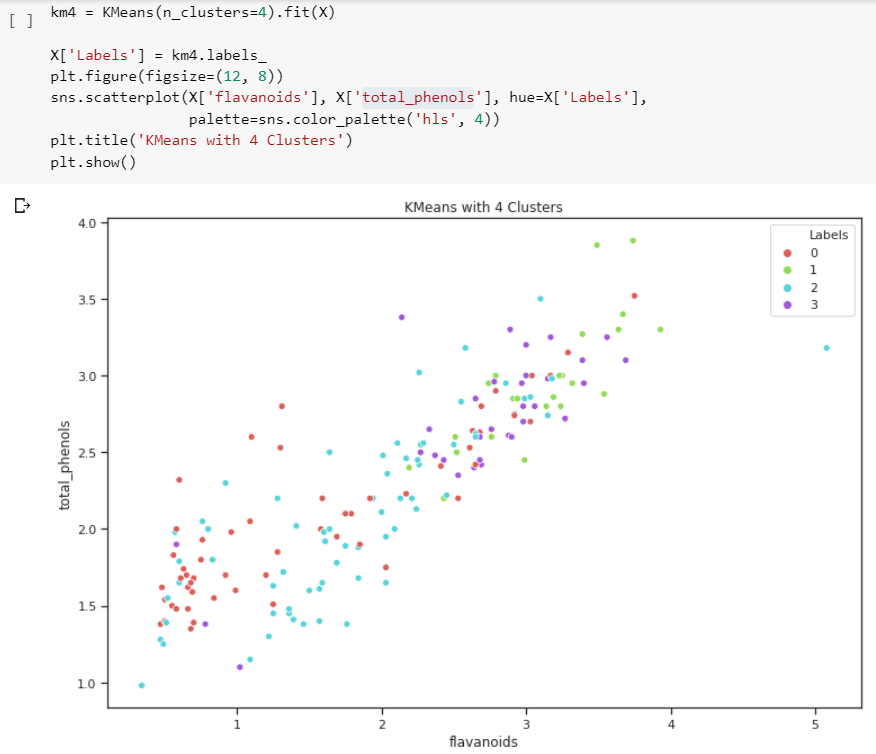 [ ] km4 = KMeans(n_clusters=4).fit(X)
X['Labels'] = km4.labels_
plt.figure(figsize=(12, 8))
sns.scatterplot(X['flavanoids'], X['total_phenols'], hue=X['Labels'],
palette=sns.color_palette('hls', 4))
plt.title('KMeans with 4 Clusters')
plt.show()
KMeans with 4 Clusters
Labels
0
1
2
3
4.0
3.5
3.0
2.5
2.0
1.5
1.0
total_phenols
1 2 3 4 5
flavanoids